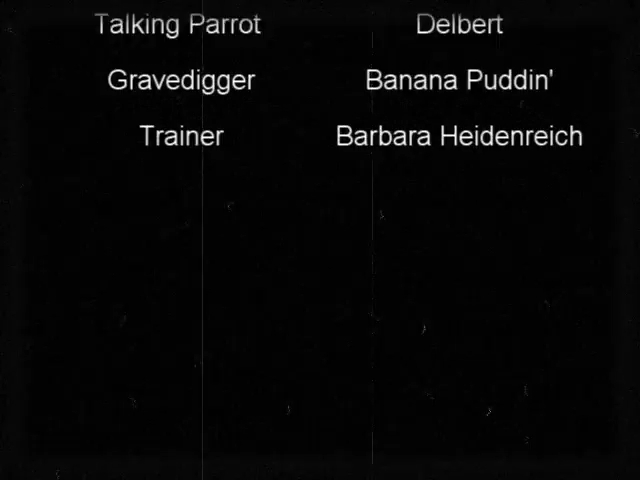 Talking Parrot Delbert
Gravedigger Banana Puddin'
Trainer Barbara Heidenreich